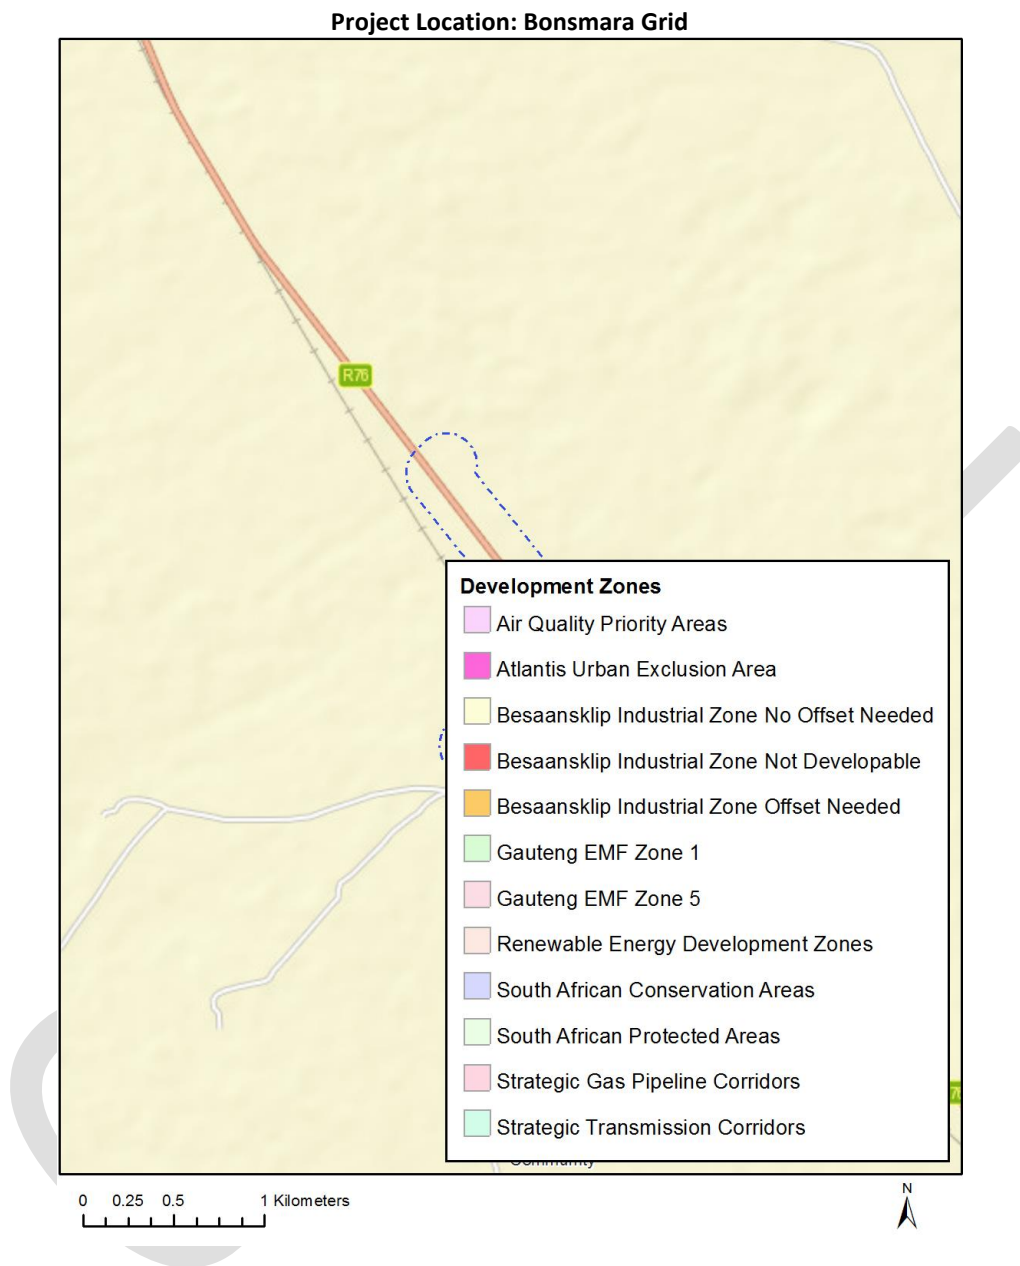 Project Location: Bonsmara Grid
R76
Development Zones
Air Quality Priority Areas
Atlantis Urban Exclusion Area
Besaansklip Industrial Zone No Offset Needed
Besaansklip Industrial Zone Not Developable
Besaansklip Industrial Zone Offset Needed
Gauteng EMF Zone 1
Gauteng EMF Zone 5
Renewable Energy Development Zones
South African Conservation Areas
South African Protected Areas
Strategic Gas Pipeline Corridors
Strategic Transmission Corridors
Community
0 0.25 0.5 1 Kilometers
N